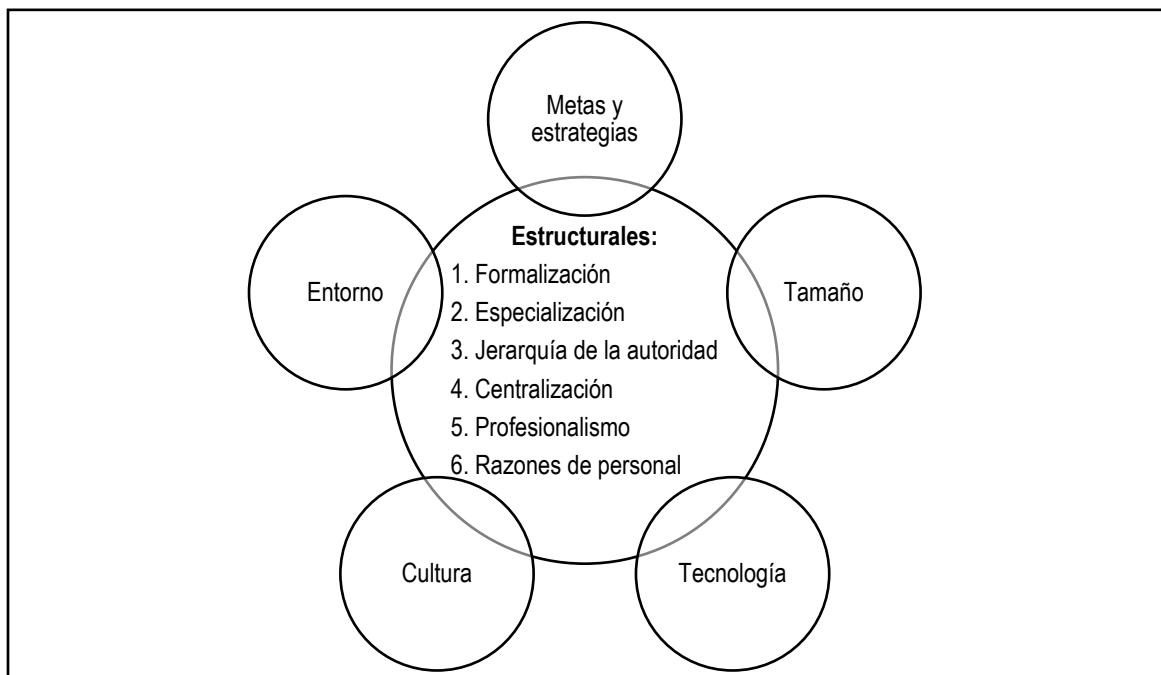 Metas y
estrategias
Entorno
Tamaño
Estructurales:
1. Formalización
2. Especialización
3. Jerarquía de la autoridad
4. Centralización
5. Profesionalismo
6. Razones de personal
Cultura
Tecnología